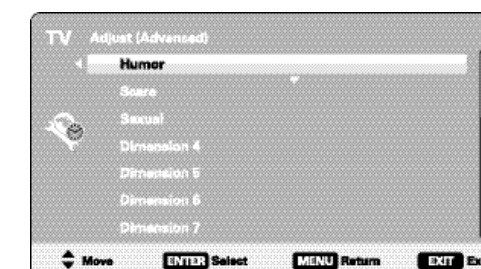 TV Adjust (Advanced)
Humor
Scare
Sexual
Dimension 4
Dimension 5
Dimension 6
Dimension 7
Move ENTER Select MENU Return EXIT Ex